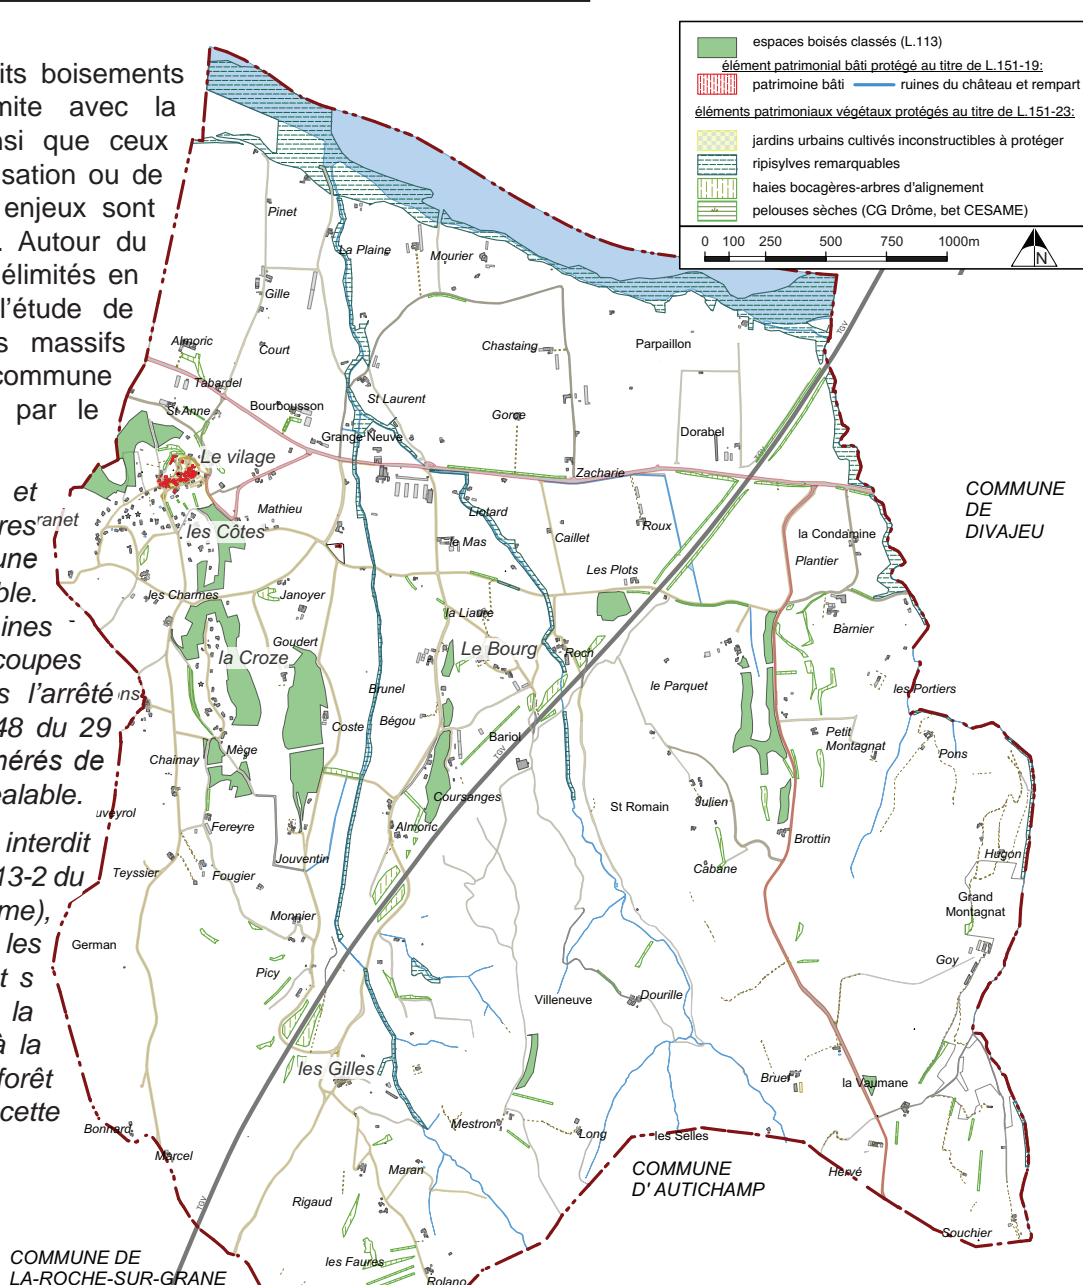 its boisements
mite avec la
nsi que ceux
sation ou de
enjeux sont
. Autour du
élimités en
l'étude de
s massifs
commune
par le
et
res
une
ble.
ines
coupes
s l'arrêté
48 du 29
nérés de
éalable.
interdit
13-2 du
me),
les
t s
la
à la
forêt
cette
espaces boisés classés (L.113)
élément patrimonial bâti protégé au titre de L.151-19:
patrimoine bâti
ruines du château et rempart
éléments patrimoniaux végétaux protégés au titre de L.151-23:
jardins urbains cultivés inconstructibles à protéger
ripisylves remarquables
haies bocagères-arbres d'alignement
pelouses sèches (CG Drôme, bet CESAME)
0 100 250 500 750 1000m
N
Pinet
La Plaine
Mourier
Gille
Almoric
Court
Chastaing
Parpaillon
TGV
Tabardel
St Laurent
St Anne
Bourbousson
Gorce
Grange Neuve
Dorabel
Le vilage
TGV
Zacharie
COMMUNE
DE
DIVAJEU
Mathieu
Liotard
ranet
les Côtes
Roux
le Mas
Caillet
la Condamine
Plantier
Les Plots
les Charmes
Janoyer
la Liaure
Barnier
Goudert
Le Bourg
Roch
la Croze
le Parquet
Brunel
les Portiers
ns
Bégou
Coste
Bariol
Petit
Montagnat
Mège
TGV
Pons
Chaimay
Coursanges
Julien
St Romain
uveyrol
Fereyre
Almoric
Brottin
Jouventin
Hugon
Teyssier
Fougier
Cabane
Grand
Montagnat
Monnier
German
Goy
Picy
Villeneuve
Dourille
les Gilles
Bruel
la Vaumane
Bonnard
Mestron
Long
les Selles
Marcel
Maran
COMMUNE
D' AUTICHAMP
Hervé
Rigaud
TGV
Souchier
COMMUNE DE
LA-ROCHE-SUR-GRANE
les Faures
Rolano